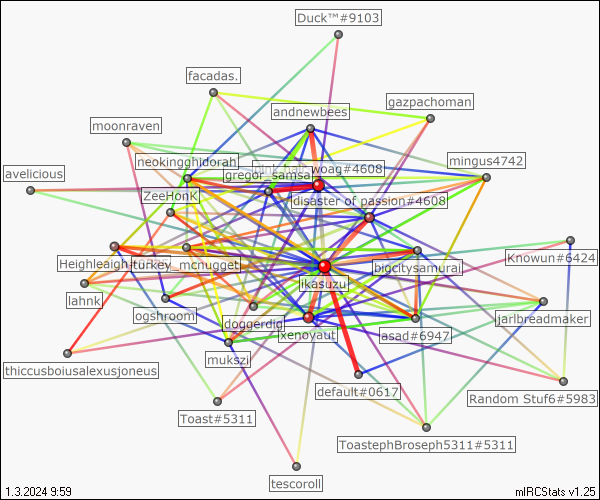 Duck™#9103
facadas.
gazpachoman
andnewbees
moonraven
neokingghidorah
mingus4742
gregor_samsa
woag#4608
avelicious
ZeeHonK
disaster of passion#4608
Knowun#6424
Heighleaigh
turkey_mcnugget
bigcitysamurai
lahnk
likasuzu
ogshroom
doggerdig
xenoyaut
lasad#6947
jarlbreadmaker
mukszi
thiccusboiusalexusjoneus
default#0617
Random Stuf6#5983
Toast#5311
ToastephBroseph5311#5311
tescoroll
1.3.2024 9:59
mIRCStats v1.25